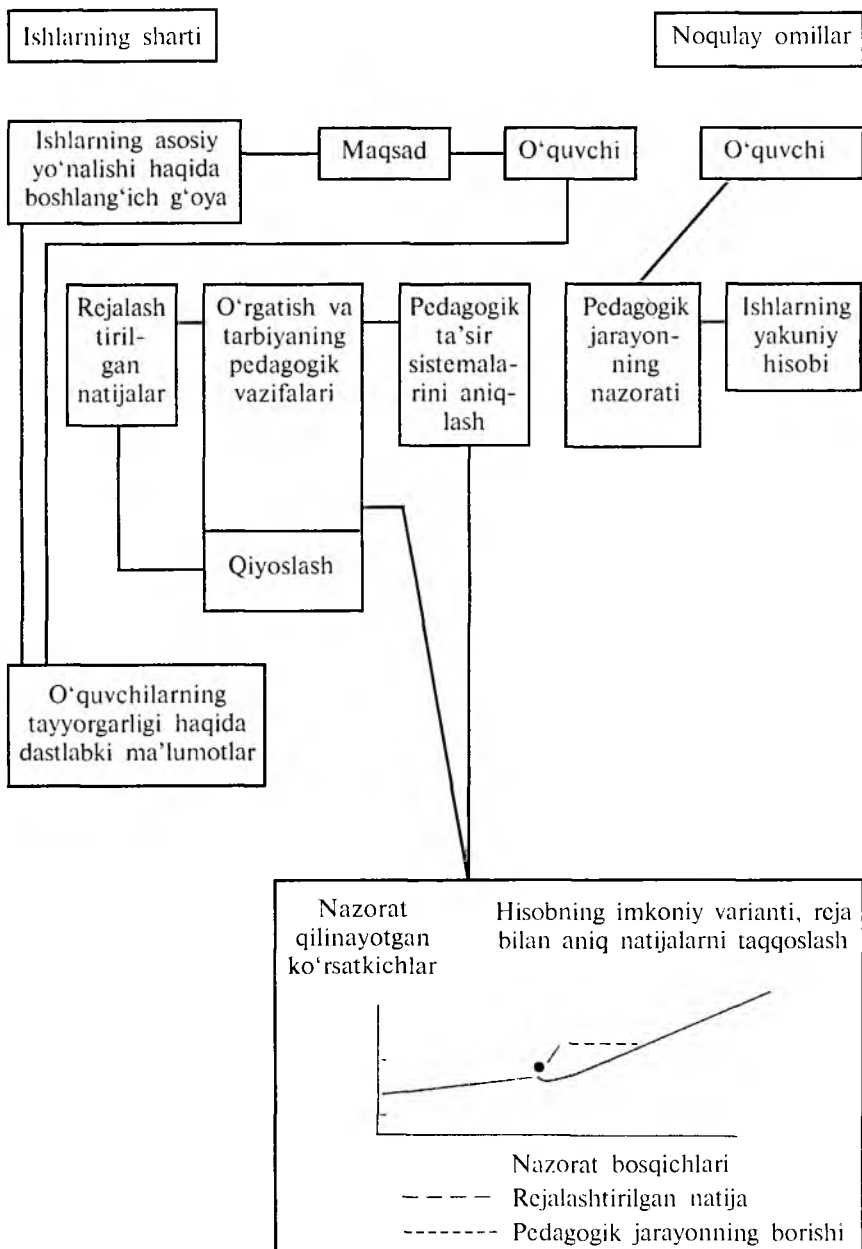 Ishlarning sharti
Noqulay omillar
Ishlarning asosiy
yo‘nalishi haqida
boshlang‘ich g‘oya
Maqsad
O‘quvchi
O‘quvchi
Rejalash
tiril-
gan
natijalar
O‘rgatish va
tarbiyaning
pedagogik
vazifalari
Pedagogik
ta’sir
sistemala-
rini aniq-
lash
Pedagogik
jarayon-
ning
nazorati
Ishlarning
yakuniy
hisobi
Qiyoslash
O‘quvchilarning
tayyorgarligi haqida
dastlabki ma’lumotlar
Nazorat
qilinayotgan
ko‘rsatkichlar
Hisobning imkoniy varianti, reja
bilan aniq natijalarni taqqoslash
Nazorat bosqichlari
Rejalashtirilgan natija
Pedagogik jarayonning borishi